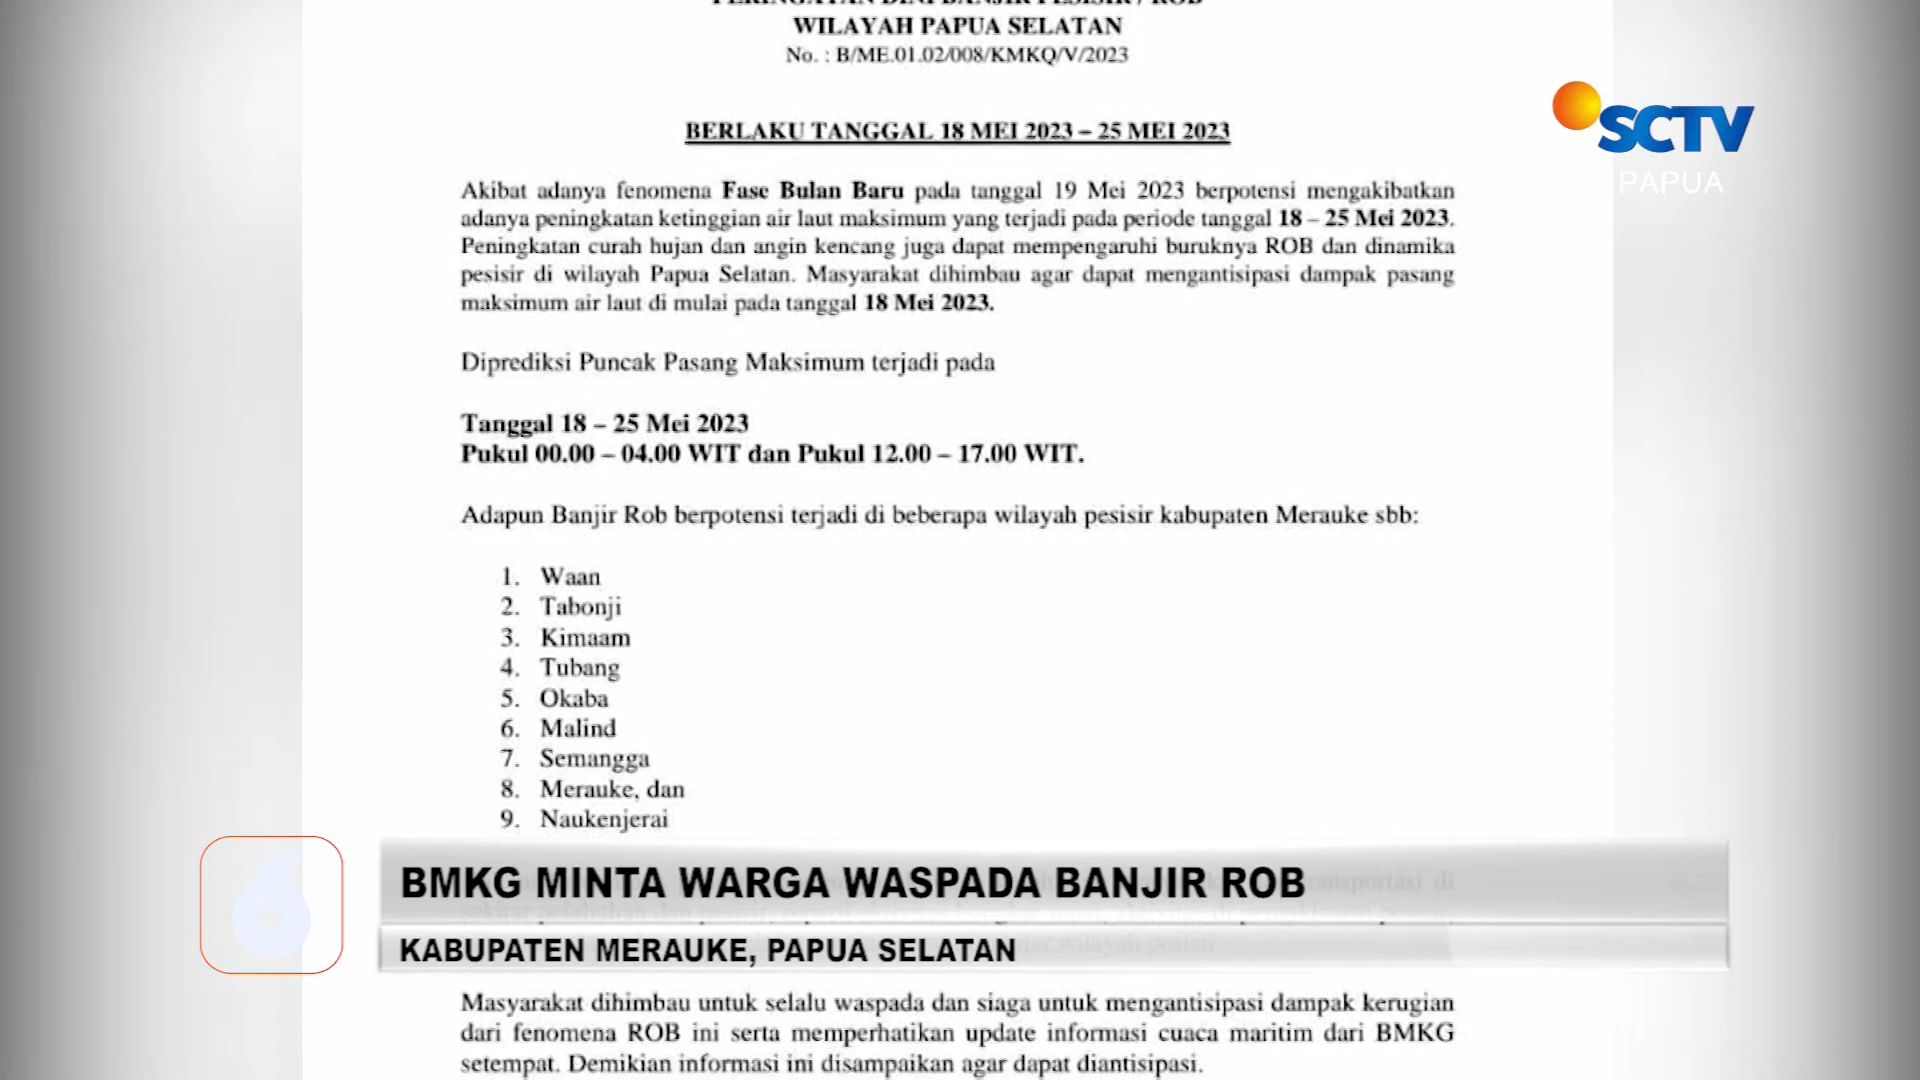 PERINGATAN DINI BANJIR PESISIR / ROB
WILAYAH PAPUA SELATAN
No. : B/ME.01.02/008/KMKQ/V/2023
BERLAKU TANGGAL 18 MEI 2023 – 25 MEI 2023
SCTV
PAPUA
Akibat adanya fenomena Fase Bulan Baru pada tanggal 19 Mei 2023 berpotensi mengakibatkan
adanya peningkatan ketinggian air laut maksimum yang terjadi pada periode tanggal 18 – 25 Mei 2023.
Peningkatan curah hujan dan angin kencang juga dapat mempengaruhi buruknya ROB dan dinamika
pesisir di wilayah Papua Selatan. Masyarakat dihimbau agar dapat mengantisipasi dampak pasang
maksimum air laut di mulai pada tanggal 18 Mei 2023.
Diprediksi Puncak Pasang Maksimum terjadi pada
Tanggal 18 – 25 Mei 2023
Pukul 00.00 – 04.00 WIT dan Pukul 12.00 – 17.00 WIT.
Adapun Banjir Rob berpotensi terjadi di beberapa wilayah pesisir kabupaten Merauke sbb:
1. Waan
2. Tabonji
3. Kimaam
4. Tubang
5. Okaba
6. Malind
7. Semangga
8. Merauke, dan
9. Naukenjerai
6
BMKG MINTA WARGA WASPADA BANJIR ROB
KABUPATEN MERAUKE, PAPUA SELATAN
Masyarakat dihimbau untuk selalu waspada dan siaga untuk mengantisipasi dampak kerugian
dari fenomena ROB ini serta memperhatikan update informasi cuaca maritim dari BMKG
setempat. Demikian informasi ini disampaikan agar dapat diantisipasi.